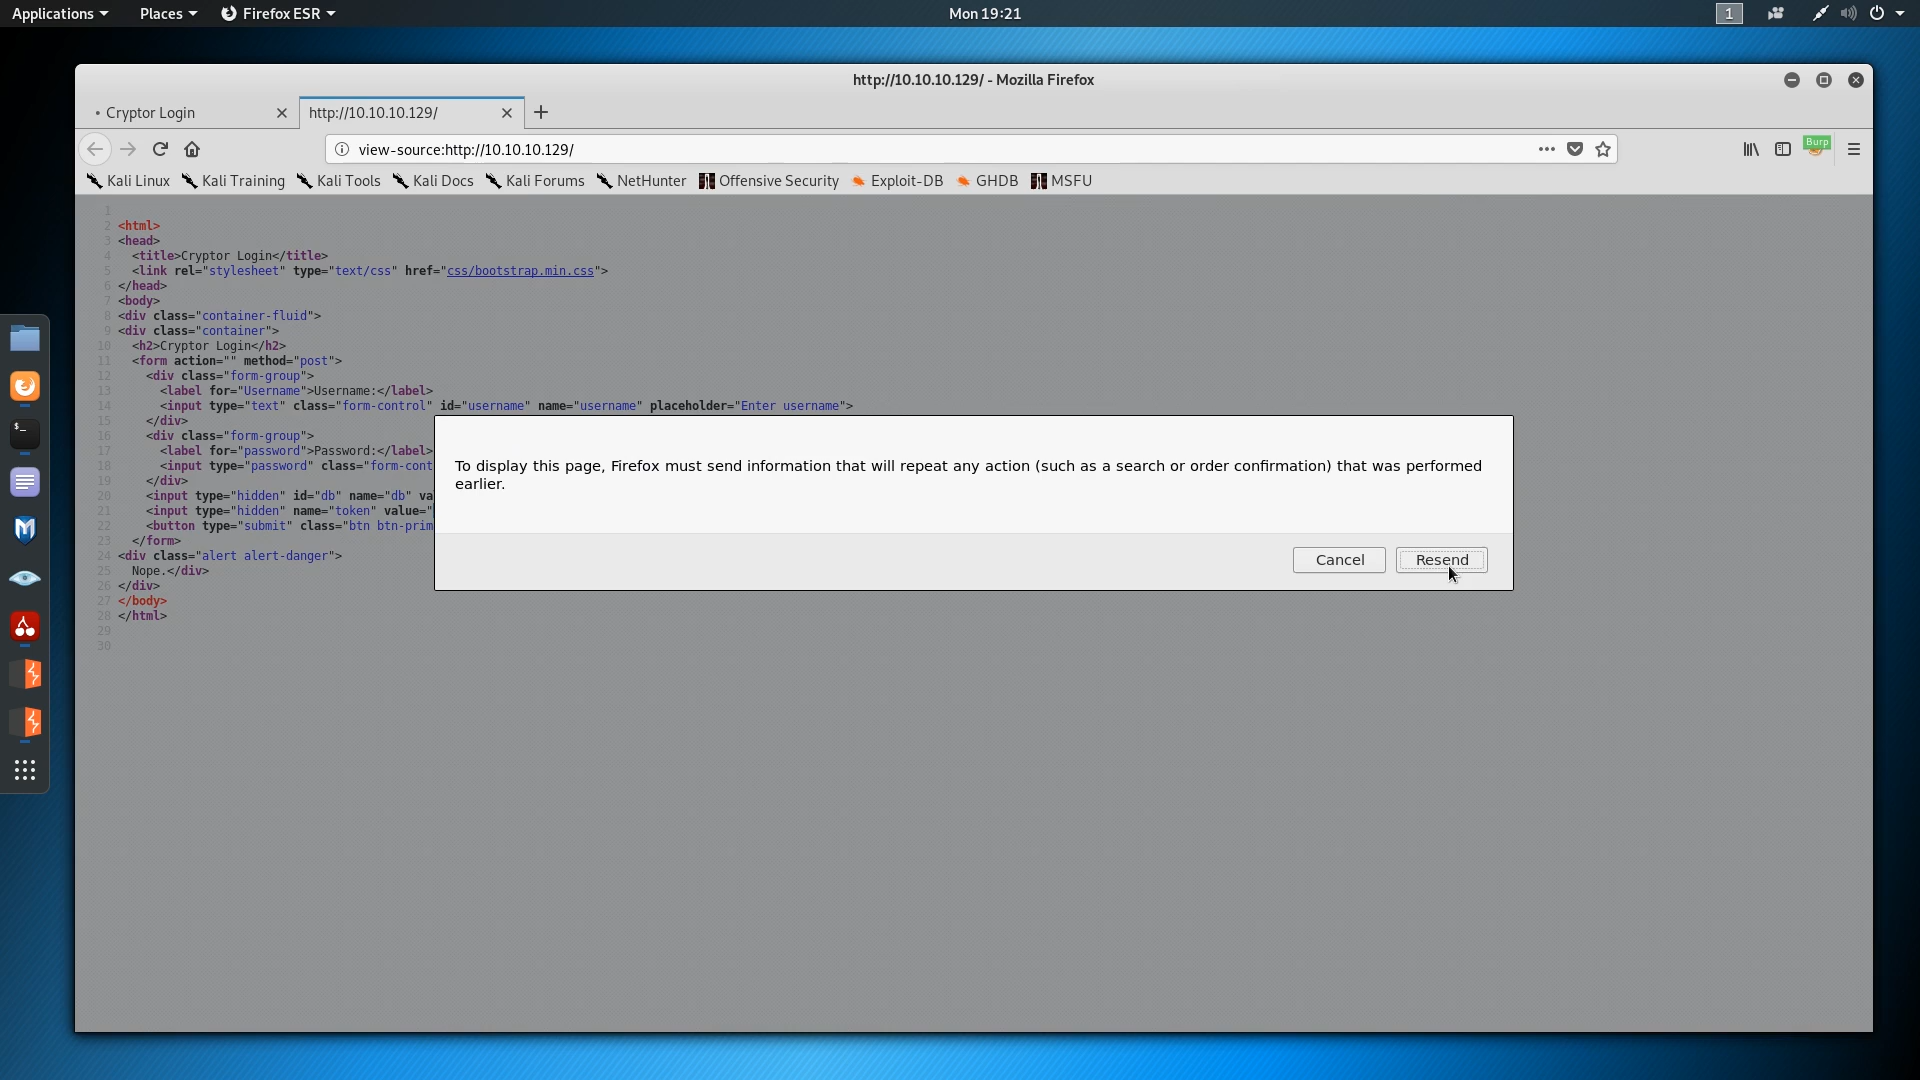 Applications Places Firefox ESR Mon 19:21 1
http://10.10.10.129/ - Mozilla Firefox
Cryptor Login http://10.10.10.129/
view-source:http://10.10.10.129/ Burp
Kali Linux Kali Training Kali Tools Kali Docs Kali Forums NetHunter Offensive Security Exploit-DB GHDB MSFU
1
2 <html>
3 <head>
4 <title>Cryptor Login</title>
5 <link rel="stylesheet" type="text/css" href="css/bootstrap.min.css">
6 </head>
7 <body>
8 <div class="container-fluid">
9 <div class="container">
10 <h2>Cryptor Login</h2>
11 <form action="" method="post">
12 <div class="form-group">
13 <label for="Username">Username:</label>
14 <input type="text" class="form-control" id="username" name="username" placeholder="Enter username">
15 </div>
16 <div class="form-group">
17 <label for="password">Password:</label>
18 <input type="password" class="form-cont
19 </div>
20 <input type="hidden" id="db" name="db" va
21 <input type="hidden" name="token" value="
22 <button type="submit" class="btn btn-prim
23 </form>
24 <div class="alert alert-danger">
25 Nope.</div>
26 </div>
27 </body>
28 </html>
29
30
To display this page, Firefox must send information that will repeat any action (such as a search or order confirmation) that was performed
earlier.
Cancel Resend